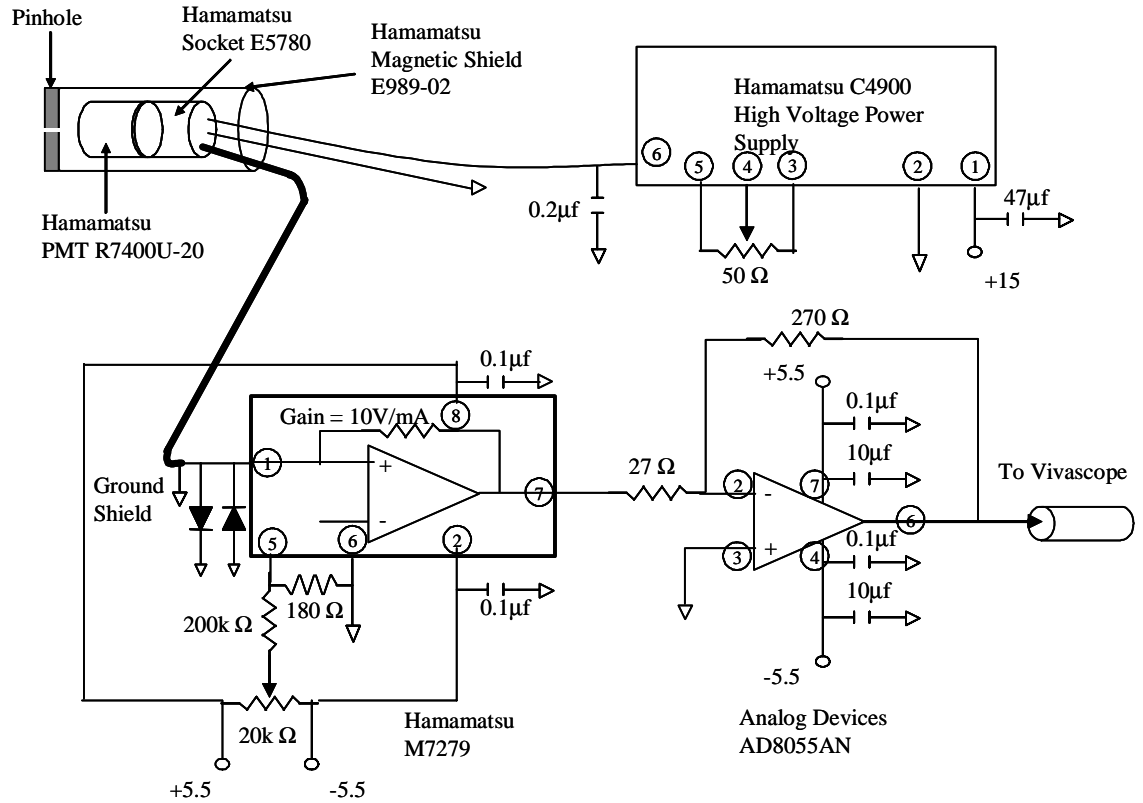 Pinhole
Hamamatsu
Socket E5780
Hamamatsu
Magnetic Shield
E989-02
Hamamatsu C4900
High Voltage Power
Supply
6
5
4
3
2
1
47μf
+15
50 Ω
0.2μf
Hamamatsu
PMT R7400U-20
270 Ω
+5.5
0.1μf
10μf
0.1μf
8
Gain = 10V/mA
1
+
-
7
Ground
Shield
5
6
2
27 Ω
2
-
7
3
+
4
6
To Vivascope
0.1μf
10μf
-5.5
180 Ω
200k Ω
0.1μf
20k Ω
+5.5
-5.5
Hamamatsu
M7279
Analog Devices
AD8055AN